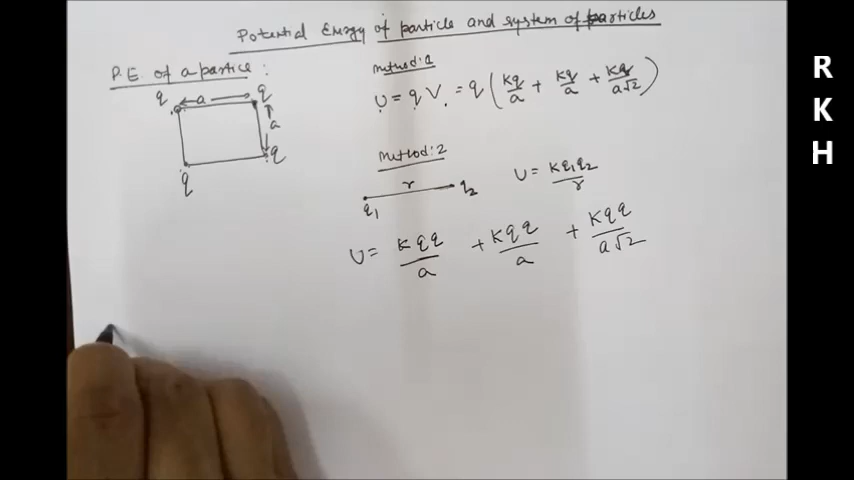 Potential Energy of particle and system of particles
P.E. of a partice :
q a q
a
q q
Method:1
U = qV = q ( Kq/a + Kq/a + Kq/a√2 )
Method:2
r
q1 q2
U = Kq1q2/r
U = Kqq/a + Kqq/a + Kqq/a√2
R
K
H